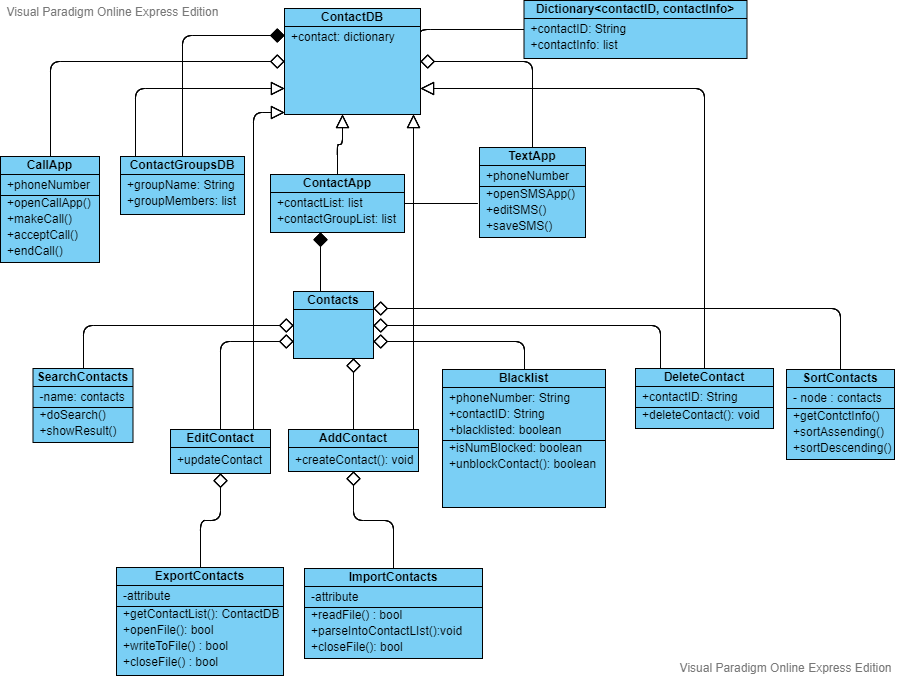 Visual Paradigm Online Express Edition
ContactDB
+contact: dictionary
Dictionary<contactID, contactInfo>
+contactID: String
+contactInfo: list
CallApp
+phoneNumber
+openCallApp()
+makeCall()
+acceptCall()
+endCall()
ContactGroupsDB
+groupName: String
+groupMembers: list
ContactApp
+contactList: list
+contactGroupList: list
TextApp
+phoneNumber
+openSMSApp()
+editSMS()
+saveSMS()
Contacts
SearchContacts
-name: contacts
+doSearch()
+showResult()
EditContact
+updateContact
AddContact
+createContact(): void
Blacklist
+phoneNumber: String
+contactID: String
+blacklisted: boolean
+isNumBlocked: boolean
+unblockContact(): boolean
DeleteContact
+contactID: String
+deleteContact(): void
SortContacts
- node : contacts
+getContctInfo()
+sortAssending()
+sortDescending()
ExportContacts
-attribute
+getContactList(): ContactDB
+openFile(): bool
+writeToFile() : bool
+closeFile() : bool
ImportContacts
-attribute
+readFile() : bool
+parseIntoContactLIst():void
+closeFile(): bool
Visual Paradigm Online Express Edition